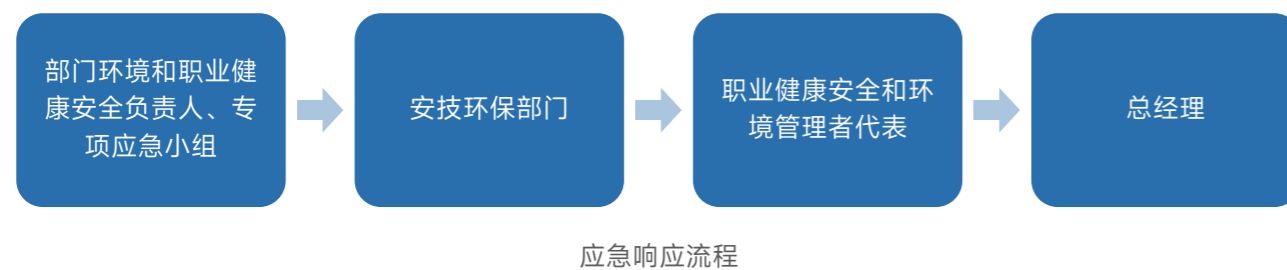 部门环境和职业健
康安全负责人、专
项应急小组
安技环保部门
职业健康安全和环
境管理者代表
总经理
应急响应流程